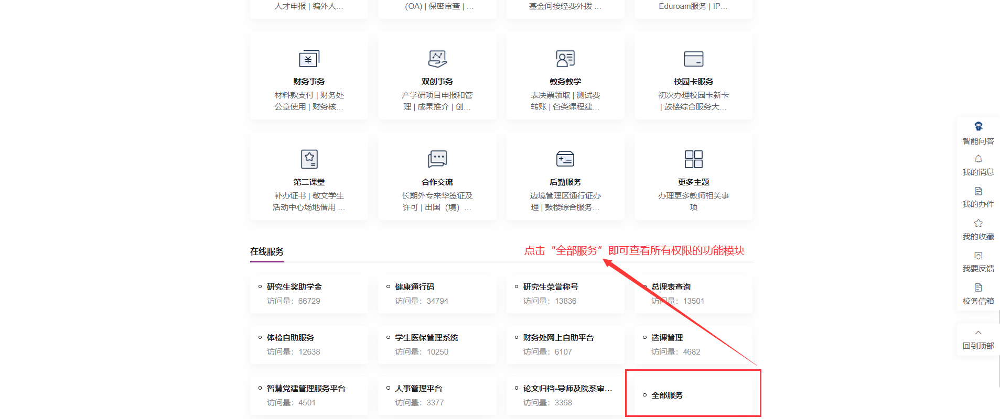 人才申报 | 编外人...
(OA) | 保密审查 | ...
基金间接经费外拨 ...
Eduroam服务 | IP...
财务事务
材料款支付 | 财务处
公章使用 | 财务核...
双创事务
产学研项目申报和管
理 | 成果推介 | 创...
教务教学
表决票领取 | 测试费
转账 | 各类课程建...
校园卡服务
初次办理校园卡新卡
| 鼓楼综合服务大...
第二课堂
补办证书 | 敬文学生
活动中心场地借用 ...
合作交流
长期外专来华签证及
许可 | 出国（境）...
后勤服务
边境管理区通行证办
理 | 鼓楼综合服务...
更多主题
办理更多教师相关事
项
在线服务
点击“全部服务”即可查看所有权限的功能模块
研究生奖助学金
访问量：66729
健康通行码
访问量：34794
研究生荣誉称号
访问量：13836
总课表查询
访问量：13501
体检自助服务
访问量：12638
学生医保管理系统
访问量：10250
财务处网上自助平台
访问量：6107
选课管理
访问量：4682
智慧党建管理服务平台
访问量：4501
人事管理平台
访问量：3377
论文归档-导师及院系审...
访问量：3368
全部服务
智能问答
我的消息
我的办件
我的收藏
我要反馈
校务信箱
回到顶部